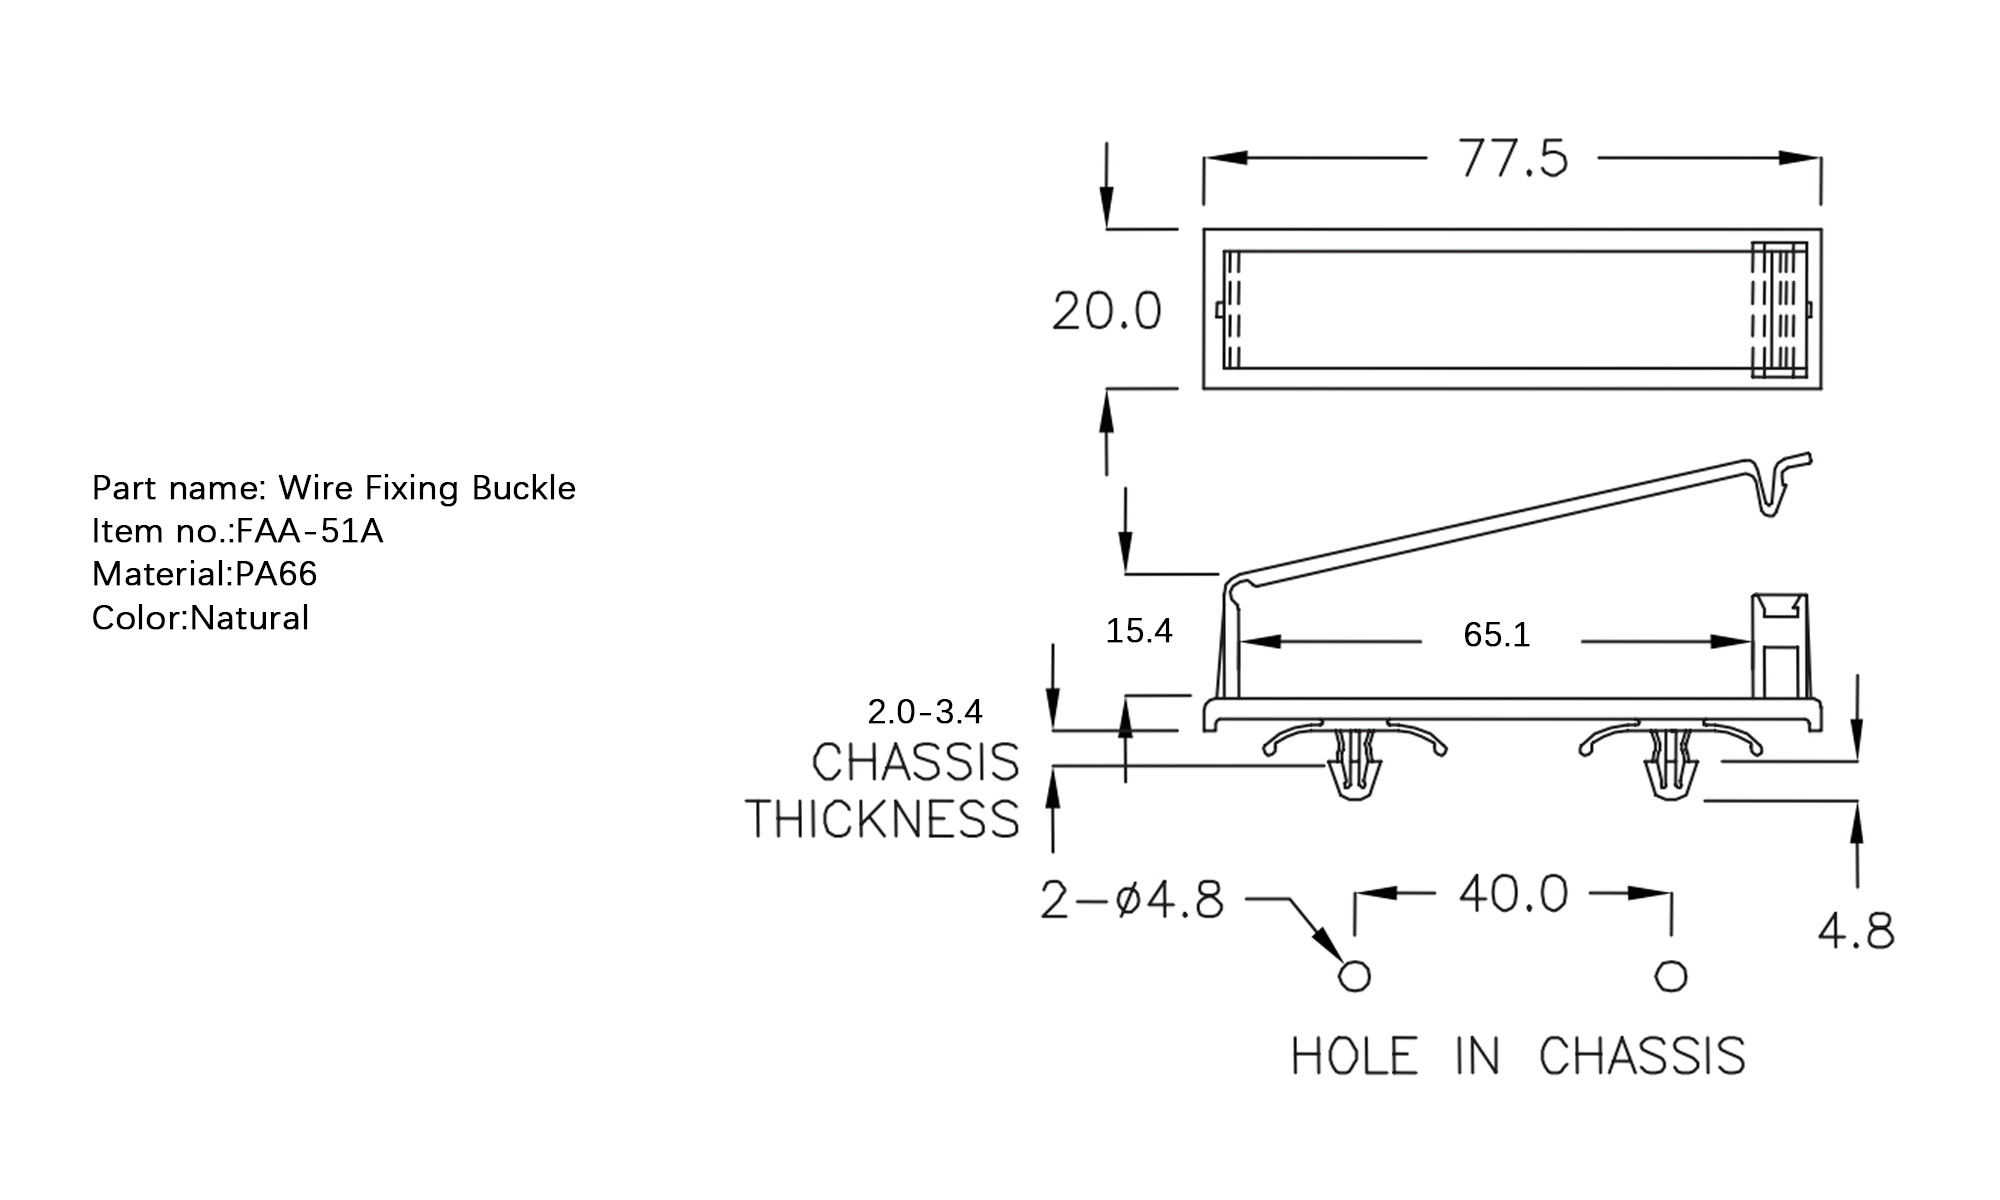 Part name: Wire Fixing Buckle
Item no.:FAA-51A
Material:PA66
Color:Natural
77.5
20.0
15.4
65.1
2.0-3.4
CHASSIS
THICKNESS
2-ø4.8
40.0
4.8
HOLE IN CHASSIS